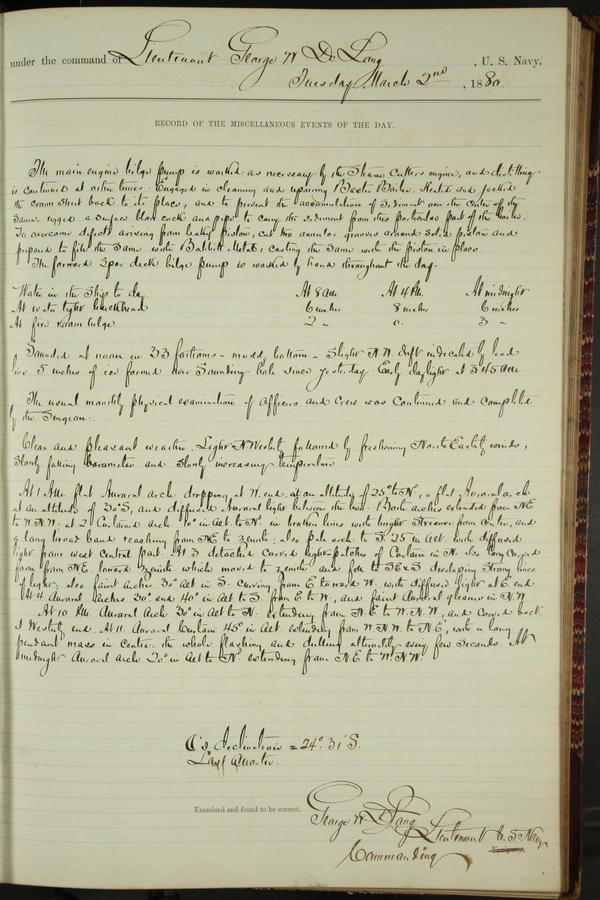 under the command of Lieutenant George W. De Long, U. S. Navy,
Tuesday March 2nd, 1880.
RECORD OF THE MISCELLANEOUS EVENTS OF THE DAY.
The main engine bilge pump is worked as necessary by the Steam Cutter's engine, and distilling
is continued at other times. Engaged in cleaning and repairing Baxter Boiler. Riveted and
the crown sheet back to its place, and to prevent the accumulation of sediment over the centre of the
same, rigged a surface blow cock and pipe to carry the sediment from this particular part of the boiler.
To overcome defects arising from leaky piston, cut two annular grooves around solid piston and
prepared to fill the same with Babbitt Metal; casting the same with the piston in place.
The forward spar deck bilge pump is worked by hand throughout the day.
Water in the ship to day At 8 AM. At 4 PM. At midnight
At water tight bulkhead 6 inches 8 inches 6 inches
At fire room bilge 2 " 0. 3 "
Sounded at noon in 33 fathoms - muddy bottom - Slight N.W. drift indicated by lead
line. 5 inches of ice formed over Sounding hole since yesterday. Early daylight at 3.45 AM
The usual monthly physical examination of Officers and Crew was continued and completed
by the Surgeon.
Clear and pleasant weather. Light N Westerly followed by freshening North Easterly winds,
Slowly falling barometer and slowly increasing temperature
At 1 AM. flat Auroral arch dropping at W. end at an altitude of 25° to N, a flat Auroral arch
at an altitude of 30° S, and diffused Auroral light between the two. Both arches extended from NE
to W.N.W. at 2 Curtained arch 10° in alt to N. in broken lines with bright streamer from centre, and
a long broad band reaching from NE to zenith: also pale arch to S. 25° in alt. with diffused
light from west central part. At 3 detached curved light patches of Curtain in N. also long curved
form from NE toward zenith which moved to zenith and fell to SE & S developing strong lines
of light; also faint arches 30° alt in S. curving from E toward W. with diffused light at E end.
At 4 Auroral arches 30° and 40° in alt to S. from E to W., and faint Auroral gleams in N.W
At 10 PM. Auroral Arch 30° in alt to N. extending from N.E. to W.N.W. and curved back
at Westerly end. At 11 Auroral Curtain 45° in alt. extending from W.N.W. to N.E., with a long
pendant mass in centre, the whole flashing and dulling alternately every few seconds. At
midnight Auroral arch 20° in alt to N. extending from NE to W.N.W.
☾'s declination = 24°. 31' S.
Last Quarter.
Examined and found to be correct.
George W. De Long Lieutenant U. S. Navy
Commanding